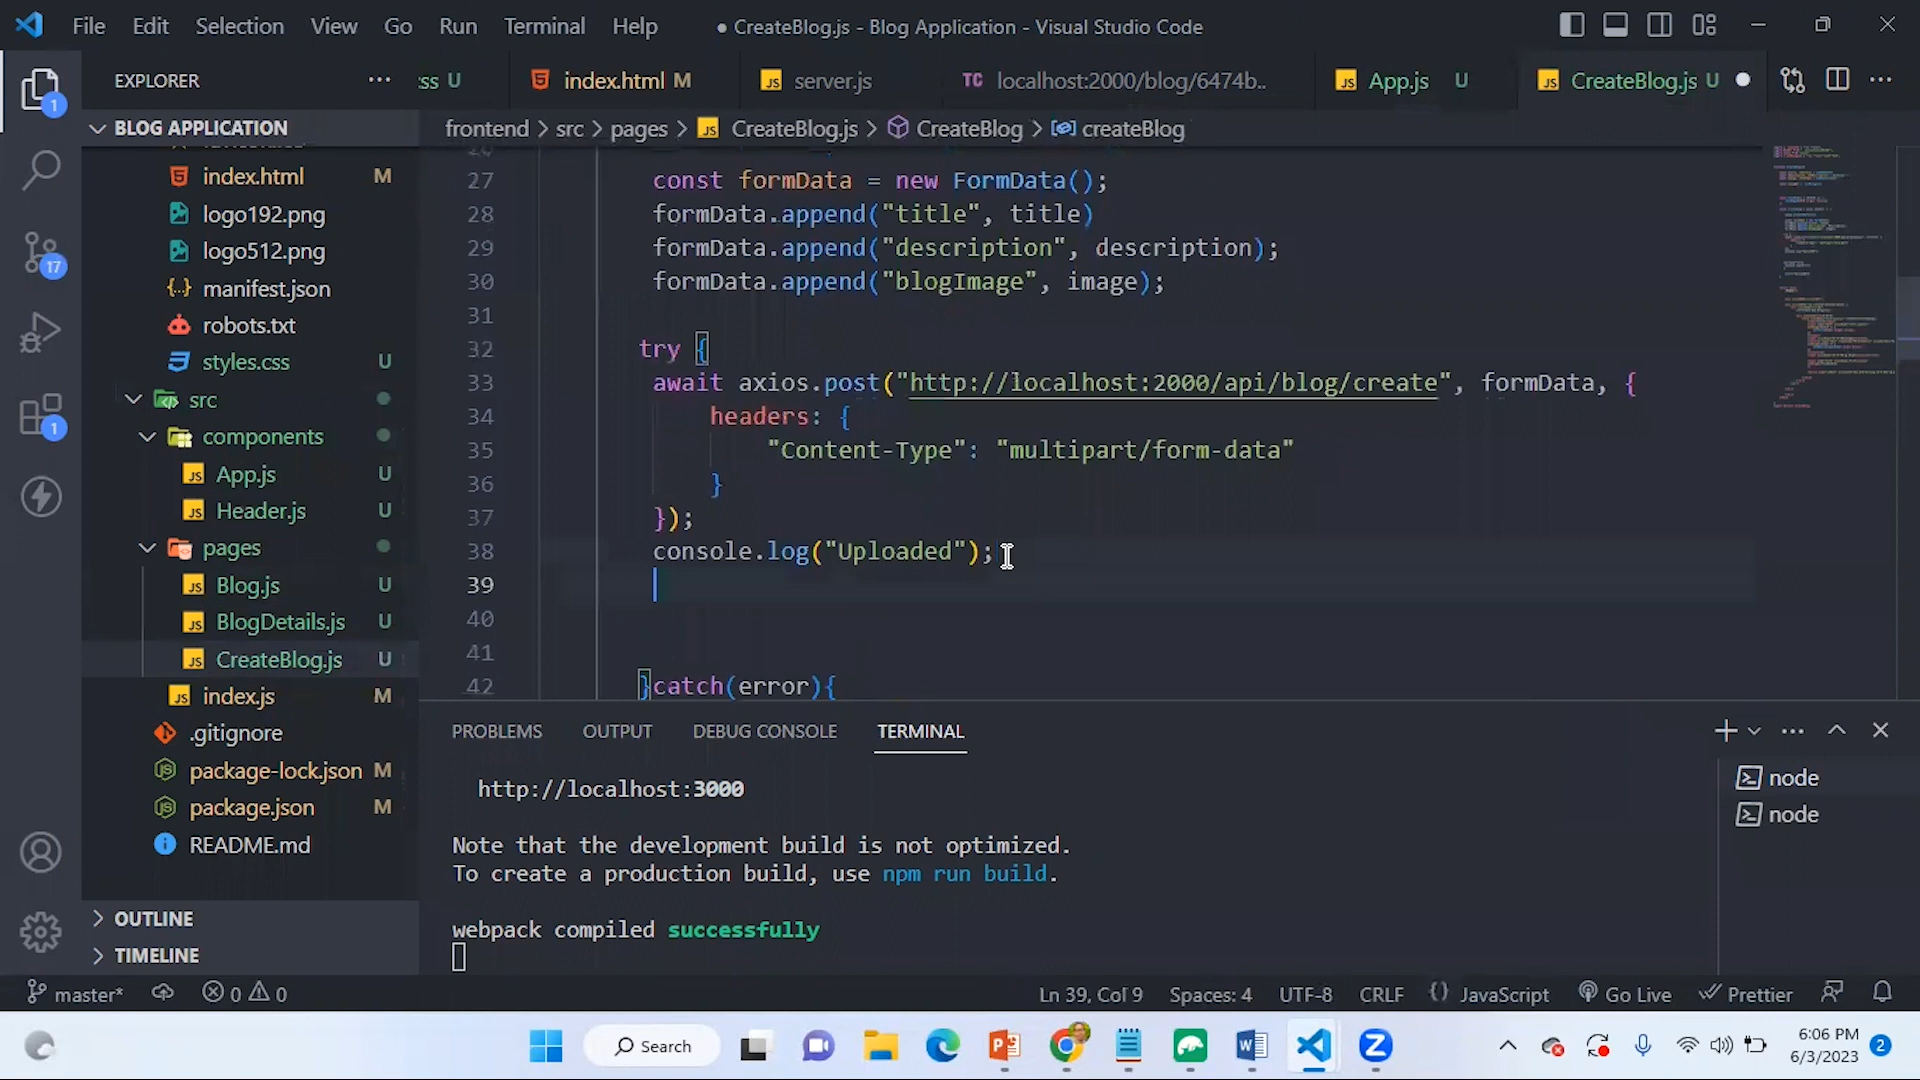 File Edit Selection View Go Run Terminal Help
● CreateBlog.js - Blog Application - Visual Studio Code
EXPLORER ···
ss U
index.html M
server.js
localhost:2000/blog/6474b...
App.js U
CreateBlog.js U
BLOG APPLICATION
frontend > src > pages > CreateBlog.js > CreateBlog > createBlog
index.html M
logo192.png
logo512.png
manifest.json
robots.txt
styles.css U
src
components
App.js U
Header.js U
pages
Blog.js U
BlogDetails.js U
CreateBlog.js U
index.js M
.gitignore
package-lock.json M
package.json M
README.md
OUTLINE
TIMELINE
1
17
1
27 const formData = new FormData();
28 formData.append("title", title)
29 formData.append("description", description);
30 formData.append("blogImage", image);
31
32 try {
33 await axios.post("http://localhost:2000/api/blog/create", formData, {
34 headers: {
35 "Content-Type": "multipart/form-data"
36 }
37 });
38 console.log("Uploaded");
39
40
41
42 }catch(error){
PROBLEMS OUTPUT DEBUG CONSOLE TERMINAL
http://localhost:3000
Note that the development build is not optimized.
To create a production build, use npm run build.
webpack compiled successfully
node
node
master* 0 0 Ln 39, Col 9 Spaces: 4 UTF-8 CRLF {} JavaScript Go Live Prettier
Search
6:06 PM
6/3/2023
2